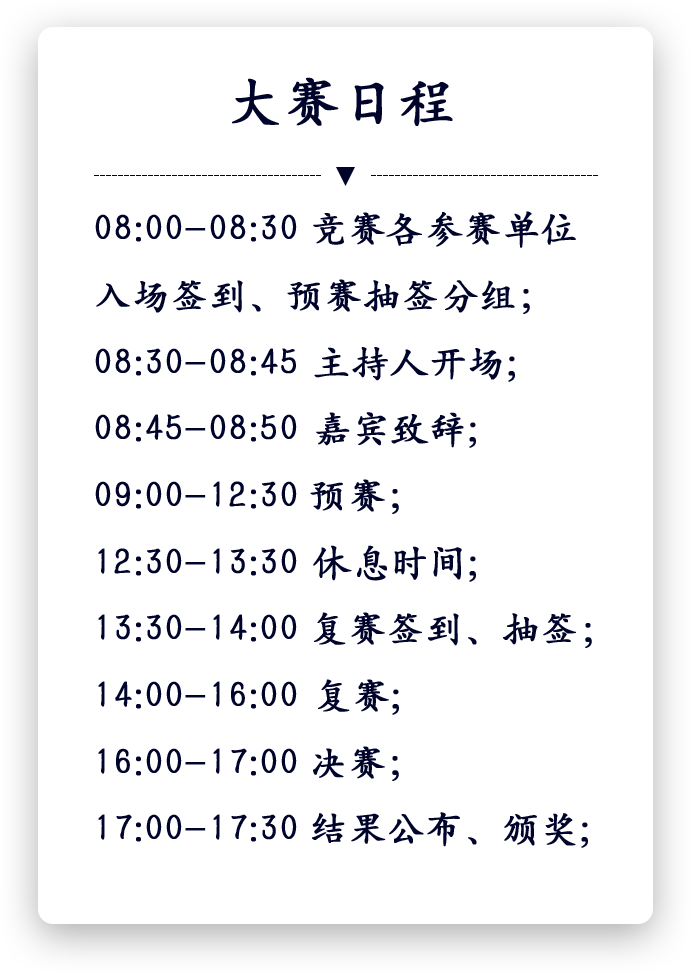 大赛日程
08:00-08:30 竞赛各参赛单位
入场签到、预赛抽签分组;
08:30-08:45 主持人开场;
08:45-08:50 嘉宾致辞;
09:00-12:30 预赛;
12:30-13:30 休息时间;
13:30-14:00 复赛签到、抽签;
14:00-16:00 复赛;
16:00-17:00 决赛;
17:00-17:30 结果公布、颁奖;